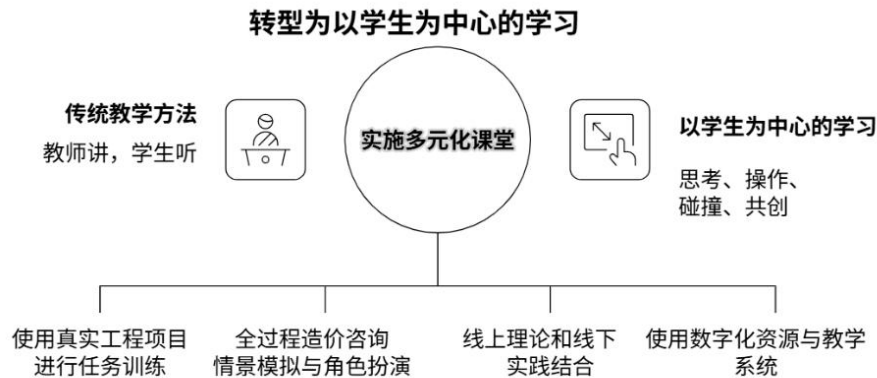 转型为以学生为中心的学习
传统教学方法
教师讲，学生听
实施多元化课堂
以学生为中心的学习
思考、操作、
碰撞、共创
使用真实工程项目
进行任务训练
全过程造价咨询
情景模拟与角色扮演
线上理论和线下
实践结合
使用数字化资源与教学
系统